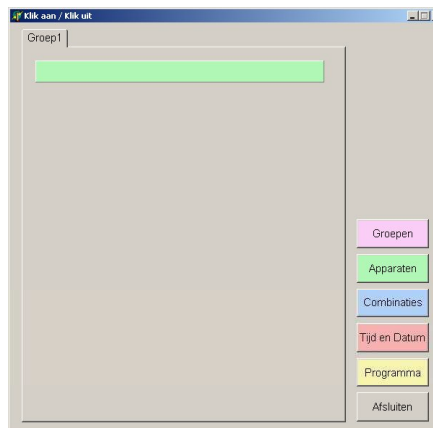 Klik aan / Klik uit
Groep1
Groepen
Apparaten
Combinaties
Tijd en Datum
Programma
Afsluiten